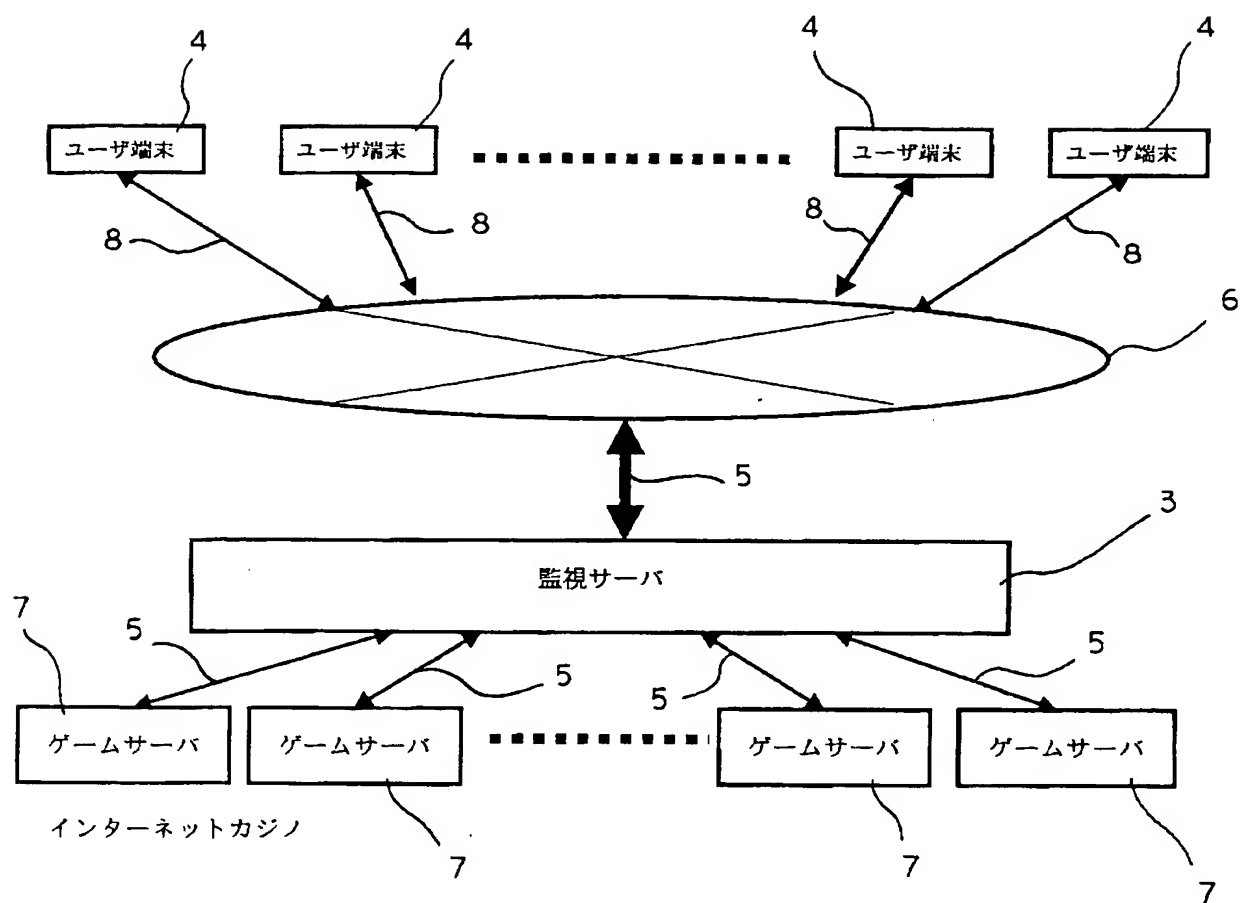 4 4 4 4
ユーザ端末 ユーザ端末 ユーザ端末 ユーザ端末
8 8 8 8
6
5
3
監視サーバ
7 5 5 5 5
ゲームサーバ ゲームサーバ ゲームサーバ ゲームサーバ
インターネットカジノ
7 7 7